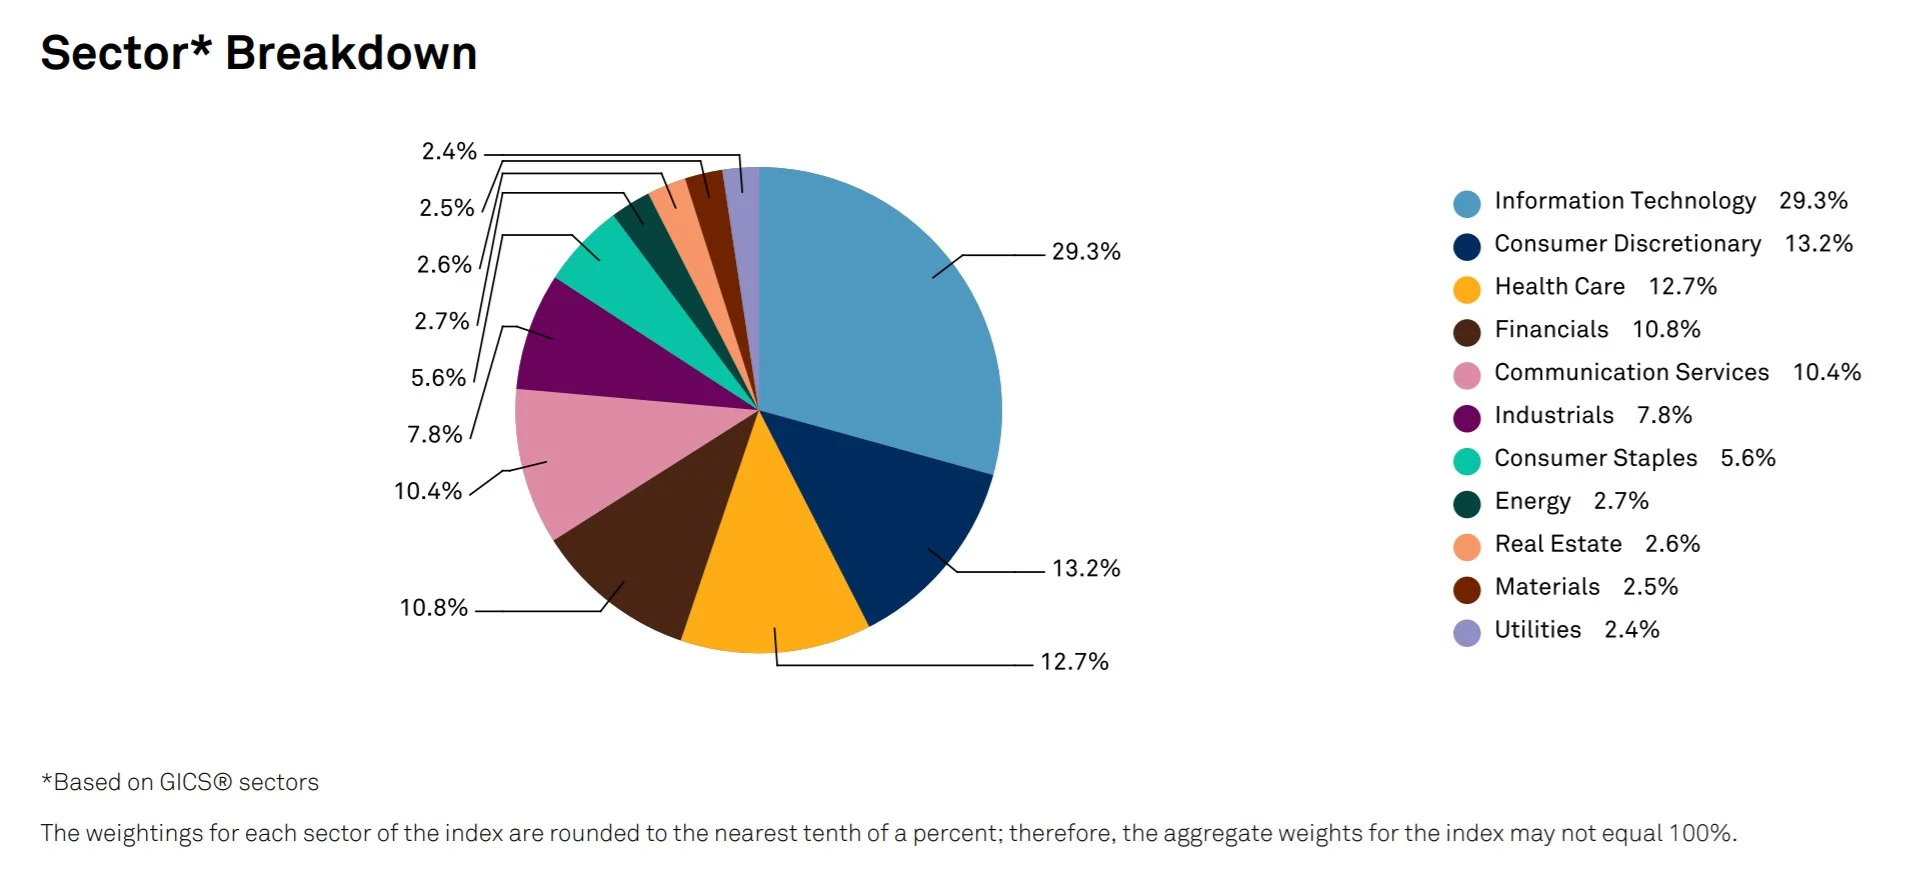 Sector* Breakdown
2.4%
2.5%
2.6%
2.7%
5.6%
7.8%
10.4%
10.8%
29.3%
13.2%
12.7%
Information Technology 29.3%
Consumer Discretionary 13.2%
Health Care 12.7%
Financials 10.8%
Communication Services 10.4%
Industrials 7.8%
Consumer Staples 5.6%
Energy 2.7%
Real Estate 2.6%
Materials 2.5%
Utilities 2.4%
*Based on GICS® sectors
The weightings for each sector of the index are rounded to the nearest tenth of a percent; therefore, the aggregate weights for the index may not equal 100%.